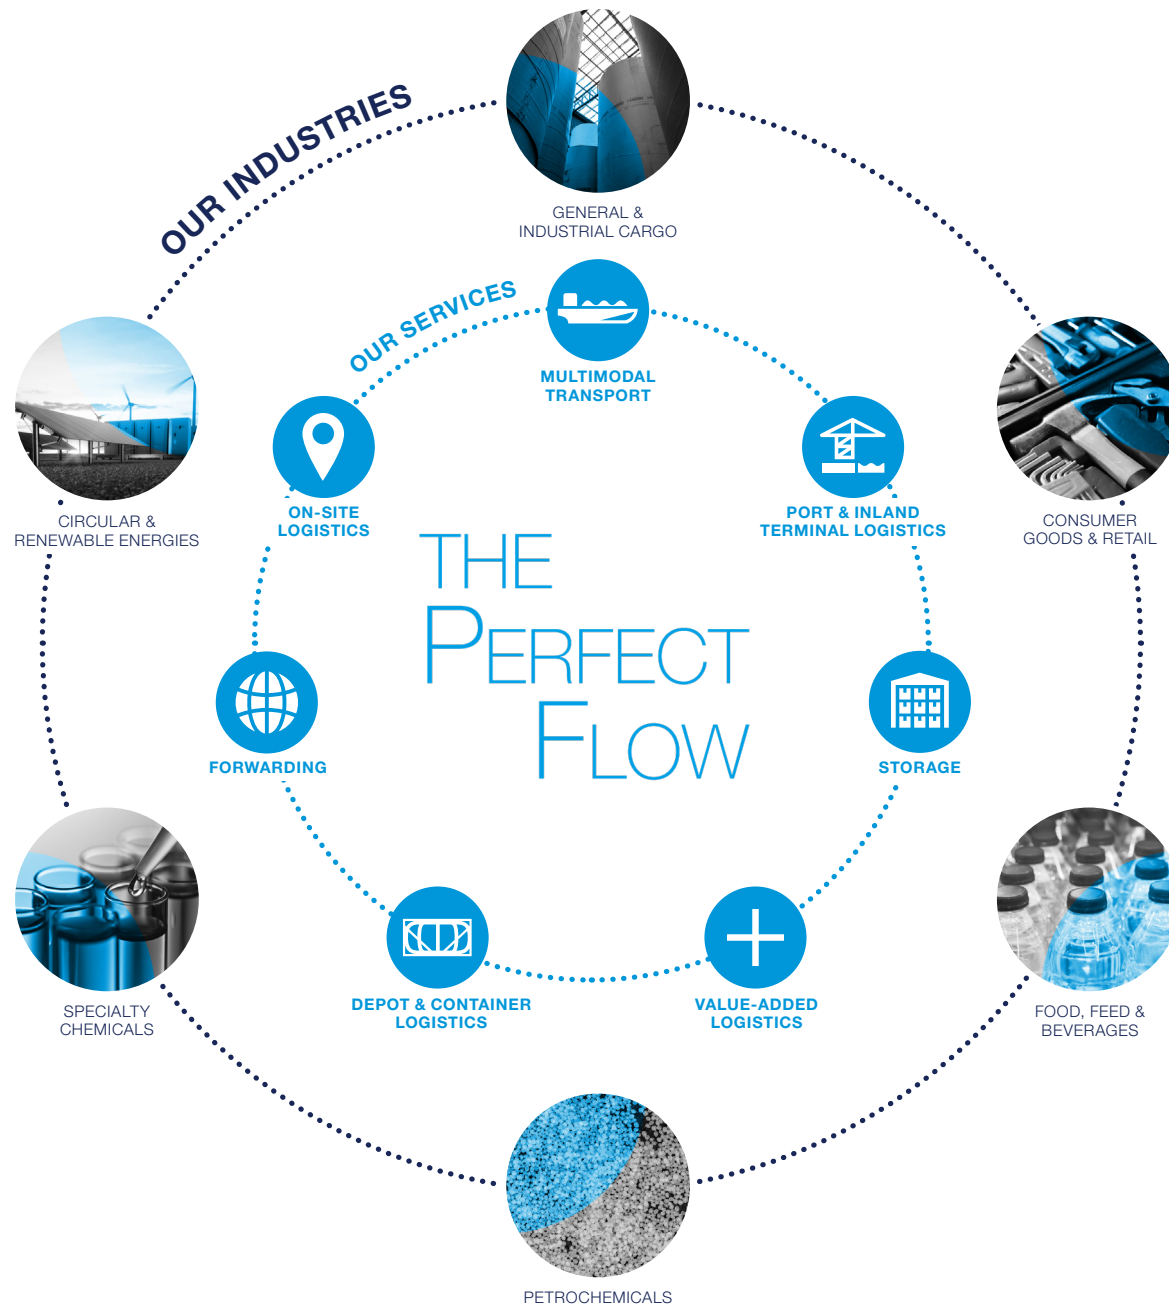 OUR INDUSTRIES
GENERAL &
INDUSTRIAL CARGO
OUR SERVICES
MULTIMODAL
TRANSPORT
ON-SITE
LOGISTICS
PORT & INLAND
TERMINAL LOGISTICS
CIRCULAR &
RENEWABLE ENERGIES
CONSUMER
GOODS & RETAIL
THE
PERFECT
FLOW
FORWARDING
STORAGE
DEPOT & CONTAINER
LOGISTICS
VALUE-ADDED
LOGISTICS
SPECIALTY
CHEMICALS
FOOD, FEED &
BEVERAGES
PETROCHEMICALS